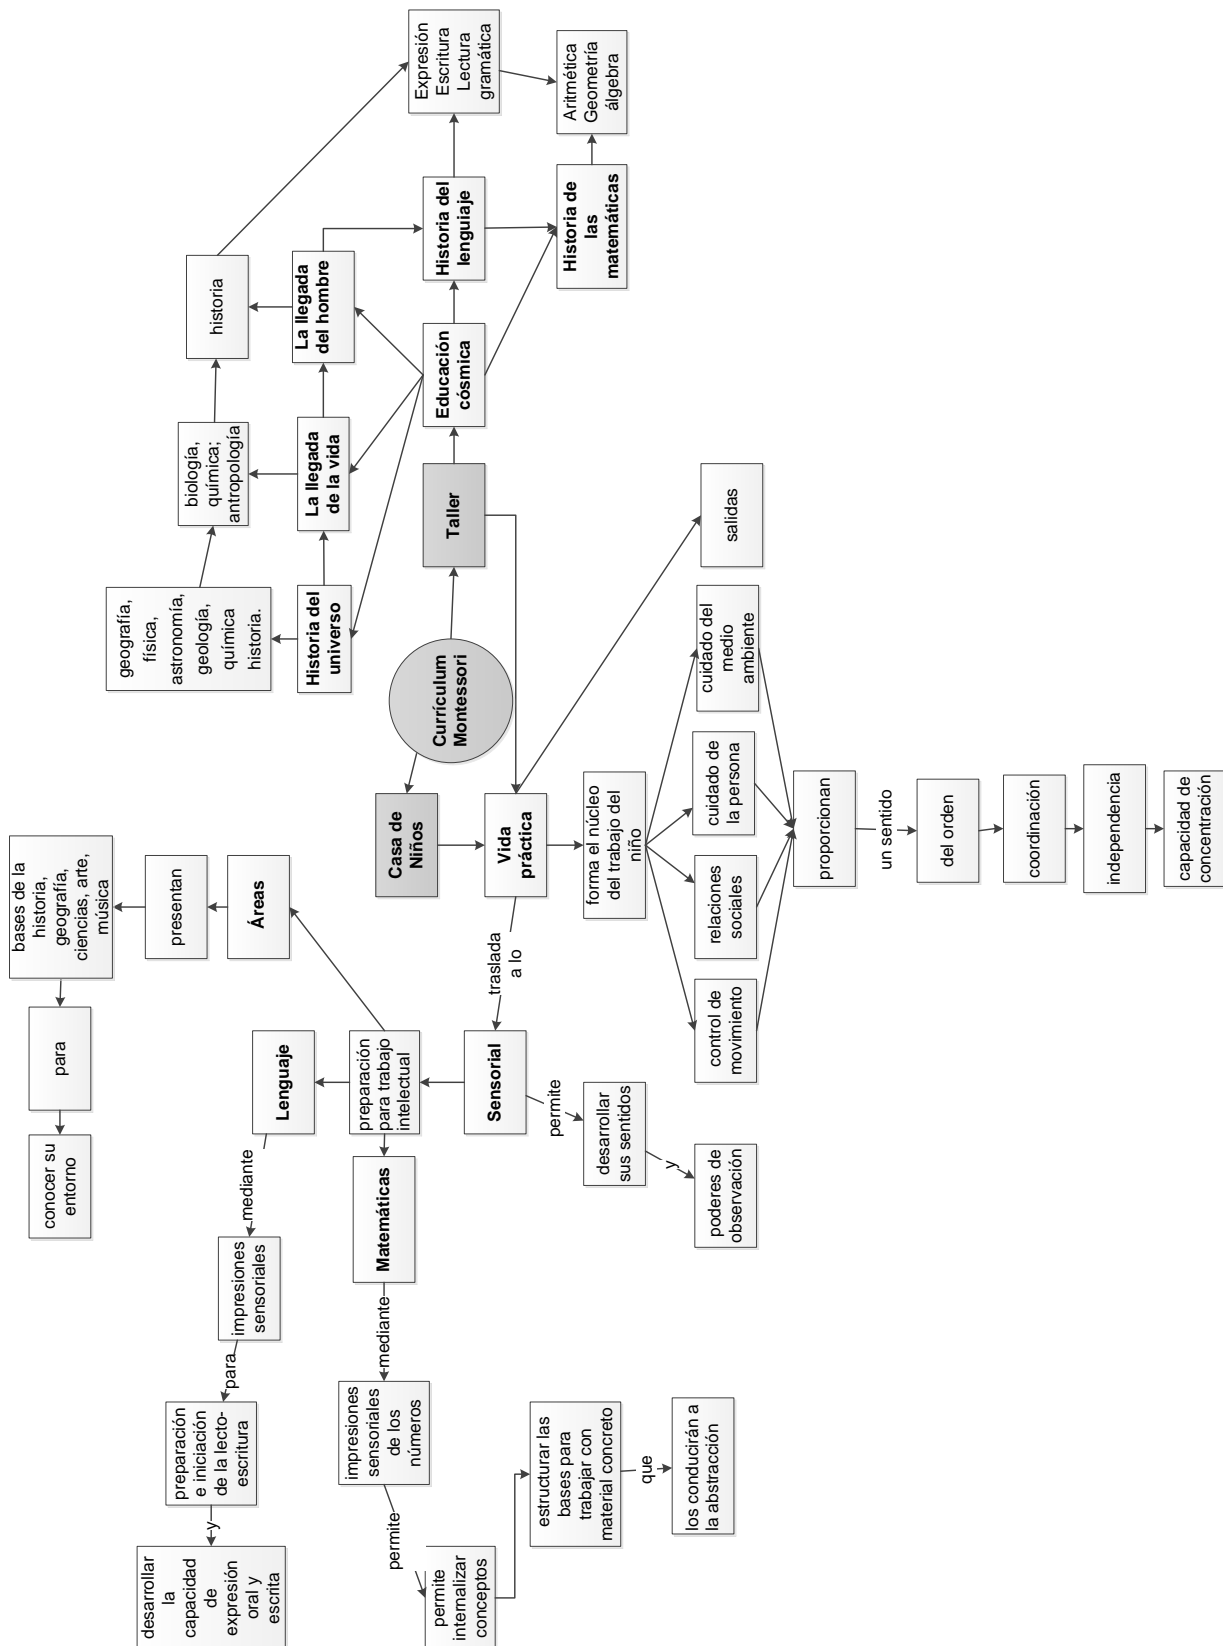 conocer su
entorno
para
bases de la
historia,
geografía,
ciencias, arte,
música
presentan
Áreas
desarrollar
la
capacidad
de
expresión
oral y
escrita
y
preparación
e iniciación
de la lecto-
escritura
para
impresiones
sensoriales
mediante
Lenguaje
preparación
para trabajo
intelectual
Matemáticas
mediante
impresiones
sensoriales
de los
números
permite
permite
internalizar
conceptos
estructurar las
bases para
trabajar con
material concreto
que
los conducirán a
la abstracción
Sensorial
permite
desarrollar
sus sentidos
y
poderes de
observación
traslada
a lo
Casa de
Niños
Currículum
Montessori
Vida
práctica
forma el núcleo
del trabajo del
niño
control de
movimiento
relaciones
sociales
cuidado de
la persona
cuidado del
medio
ambiente
salidas
proporcionan
un sentido
del orden
coordinación
independencia
capacidad de
concentración
Taller
Educación
cósmica
geografía,
física,
astronomía,
geología,
química
historia.
biología,
química;
antropología
historia
Historia del
universo
La llegada
de la vida
La llegada
del hombre
Historia del
lenguiaje
Expresión
Escritura
Lectura
gramática
Historia de
las
matemáticas
Aritmética
Geometría
álgebra